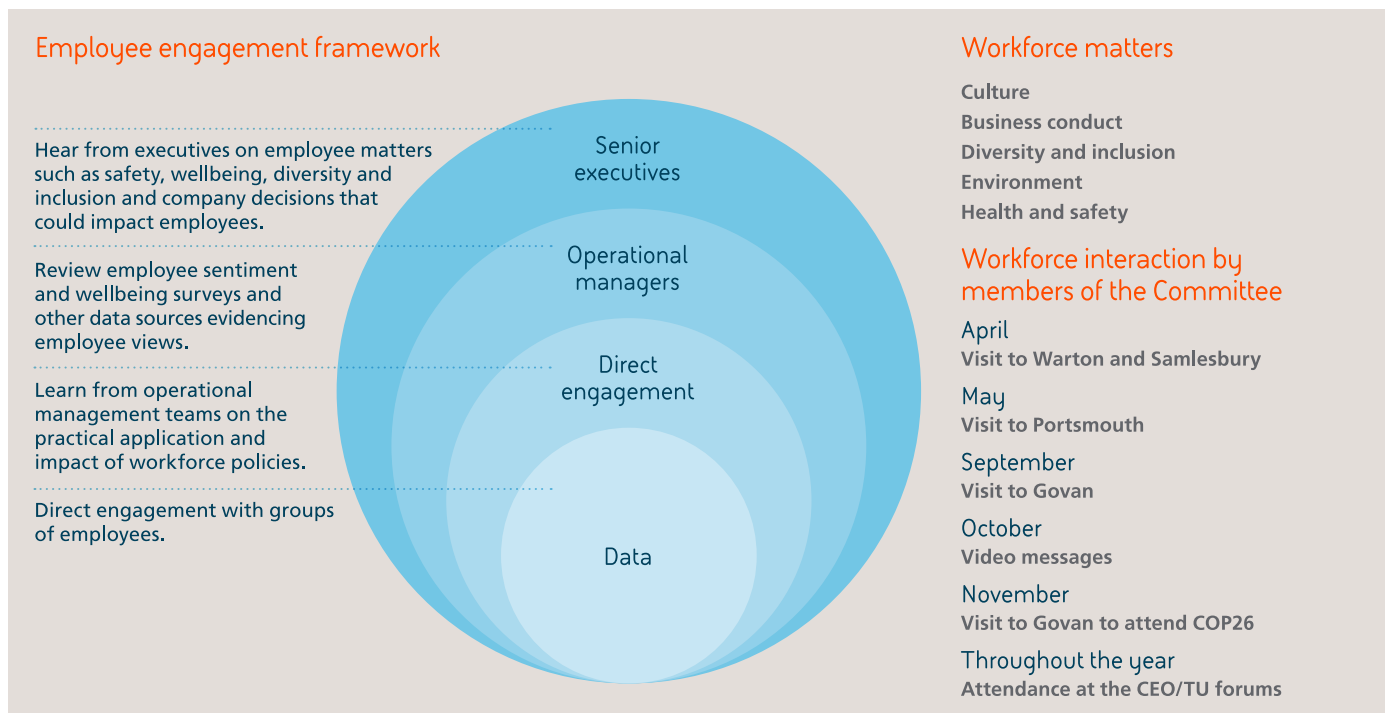 Employee engagement framework
Hear from executives on employee matters
such as safety, wellbeing, diversity and
inclusion and company decisions that
could impact employees.
Review employee sentiment
and wellbeing surveys and
other data sources evidencing
employee views.
Learn from operational
management teams on the
practical application and
impact of workforce policies.
Direct engagement with groups
of employees.
Senior
executives
Operational
managers
Direct
engagement
Data
Workforce matters
Culture
Business conduct
Diversity and inclusion
Environment
Health and safety
Workforce interaction by
members of the Committee
April
Visit to Warton and Samlesbury
May
Visit to Portsmouth
September
Visit to Govan
October
Video messages
November
Visit to Govan to attend COP26
Throughout the year
Attendance at the CEO/TU forums